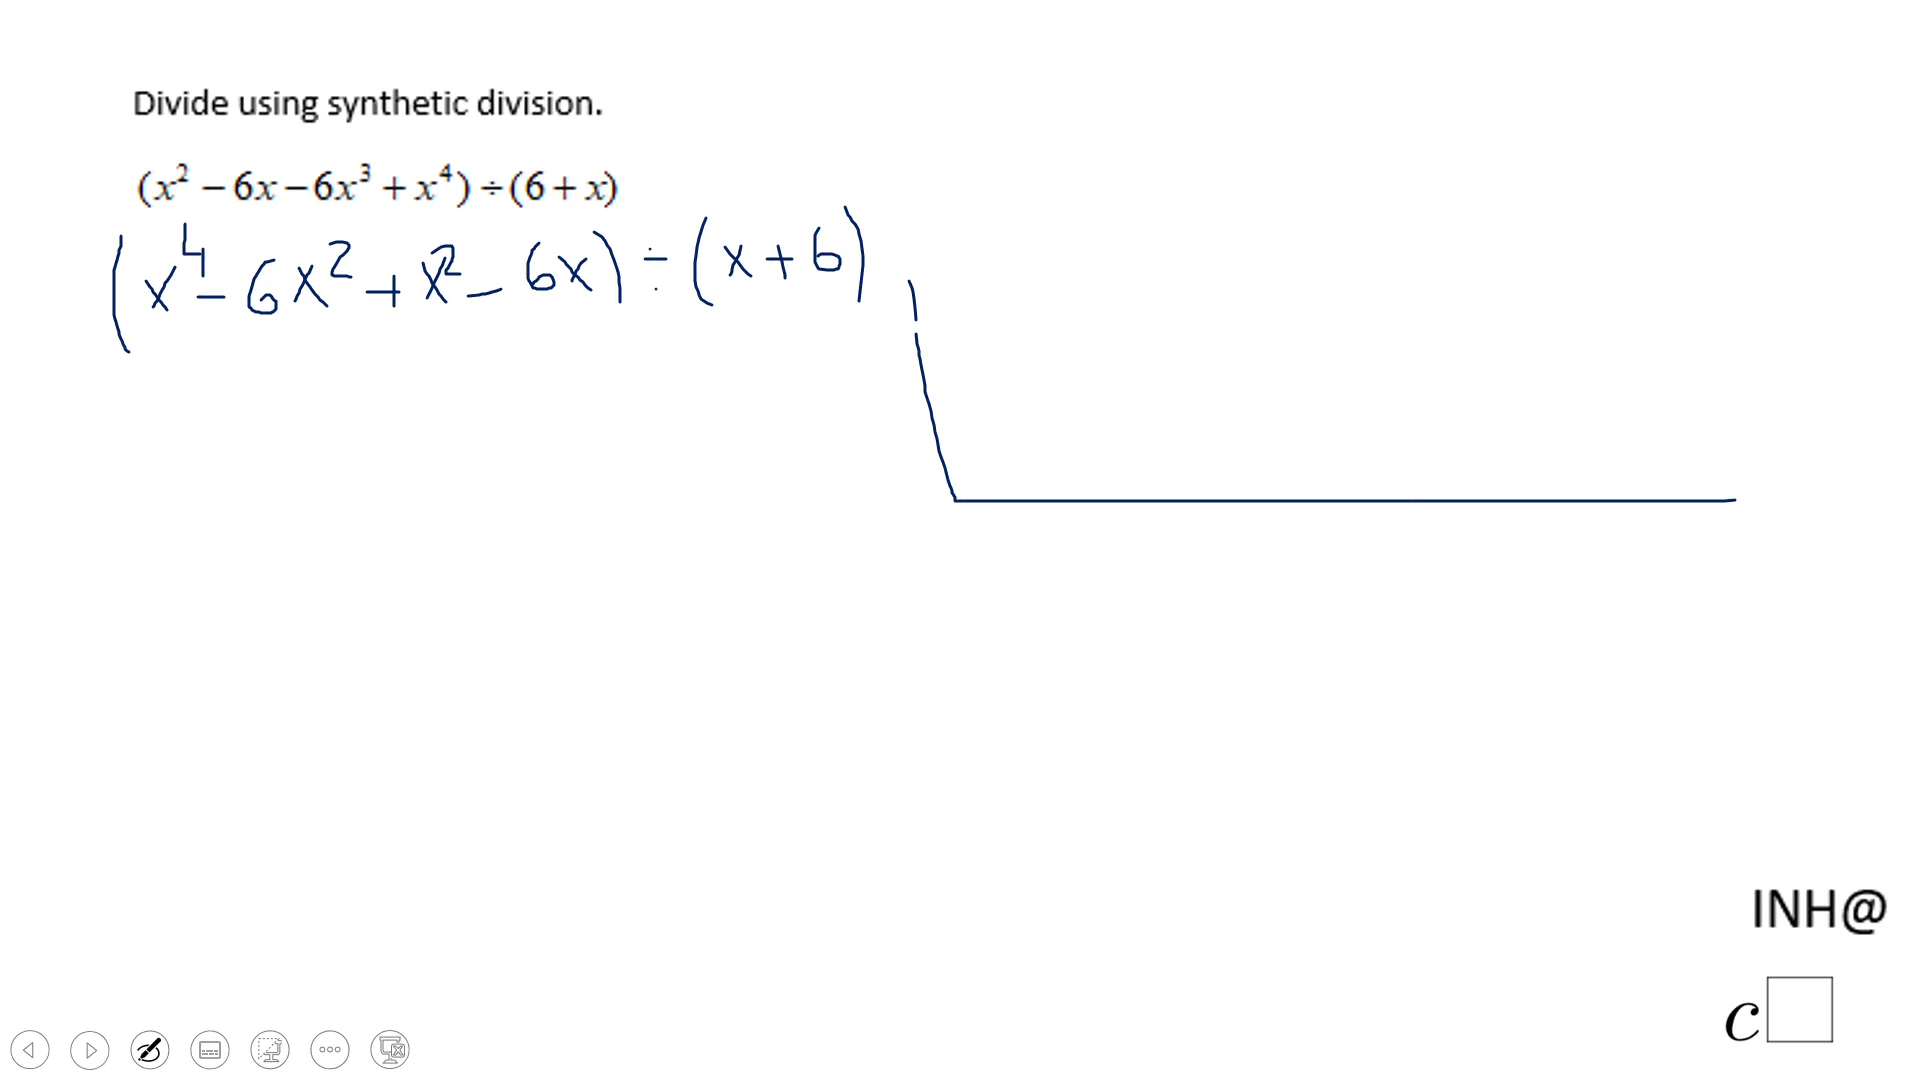 Divide using synthetic division.
(x² − 6x − 6x³ + x⁴) ÷ (6 + x)
(x⁴ − 6x² + x² − 6x) ÷ (x + 6)
INH@
c